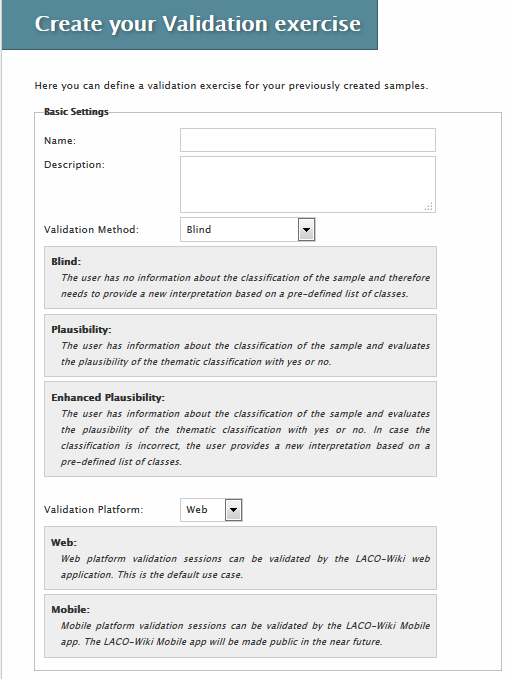 Create your Validation exercise
Here you can define a validation exercise for your previously created samples.
Basic Settings
Name:
Description:
Validation Method: Blind
Blind:
The user has no information about the classification of the sample and therefore
needs to provide a new interpretation based on a pre-defined list of classes.
Plausibility:
The user has information about the classification of the sample and evaluates
the plausibility of the thematic classification with yes or no.
Enhanced Plausibility:
The user has information about the classification of the sample and evaluates
the plausibility of the thematic classification with yes or no. In case the
classification is incorrect, the user provides a new interpretation based on a
pre-defined list of classes.
Validation Platform: Web
Web:
Web platform validation sessions can be validated by the LACO-Wiki web
application. This is the default use case.
Mobile:
Mobile platform validation sessions can be validated by the LACO-Wiki Mobile
app. The LACO-Wiki Mobile app will be made public in the near future.